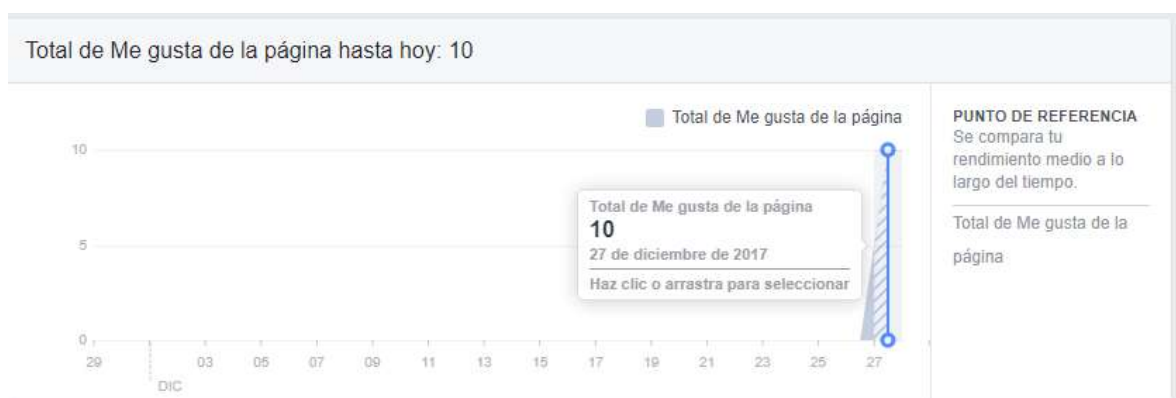 Total de Me gusta de la página hasta hoy: 10
Total de Me gusta de la página
10
5
0
29
03
05
07
09
11
13
15
17
19
21
23
25
27
DIC
Total de Me gusta de la página
10
27 de diciembre de 2017
Haz clic o arrastra para seleccionar
PUNTO DE REFERENCIA
Se compara tu
rendimiento medio a lo
largo del tiempo.
Total de Me gusta de la
página